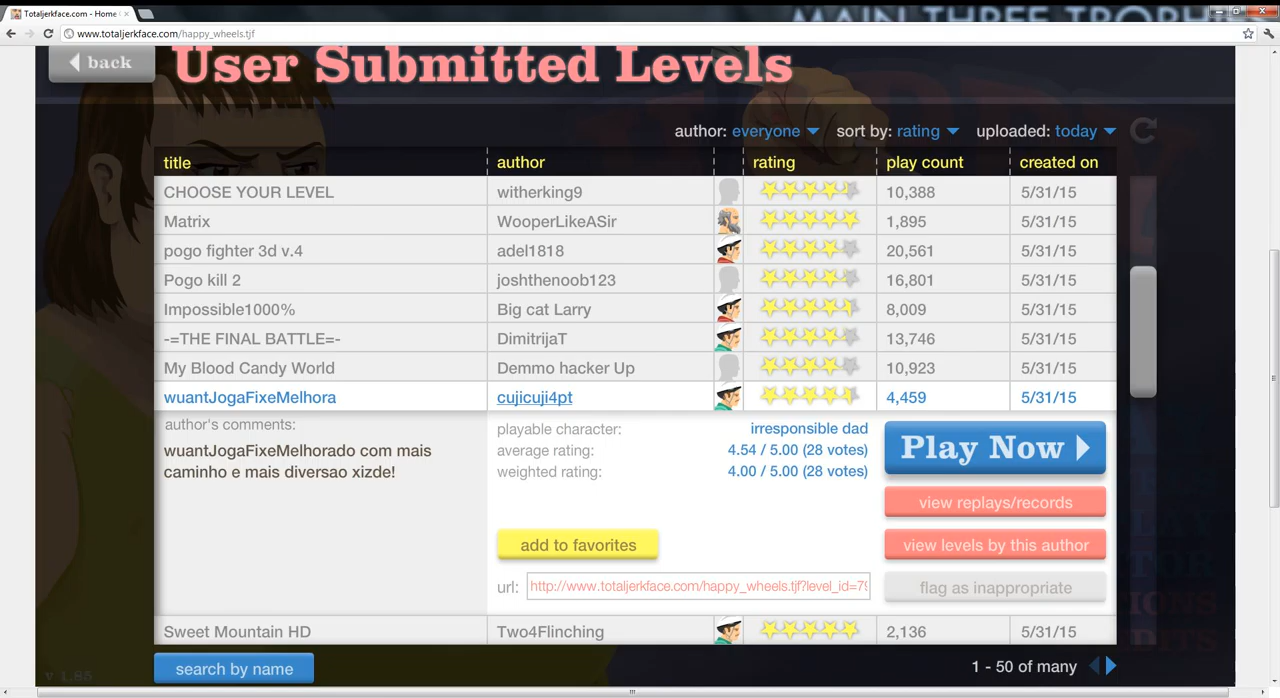 Totaljerkface.com - Home
MAIN THREE TROPHIES
www.totaljerkface.com/happy_wheels.tjf
back
User Submitted Levels
author: everyone sort by: rating uploaded: today
title author rating play count created on
CHOOSE YOUR LEVEL witherking9 10,388 5/31/15
Matrix WooperLikeASir 1,895 5/31/15
pogo fighter 3d v.4 adel1818 20,561 5/31/15
Pogo kill 2 joshthenoob123 16,801 5/31/15
Impossible1000% Big cat Larry 8,009 5/31/15
-=THE FINAL BATTLE=- DimitrijaT 13,746 5/31/15
My Blood Candy World Demmo hacker Up 10,923 5/31/15
wuantJogaFixeMelhora cujicuji4pt 4,459 5/31/15
author's comments:
wuantJogaFixeMelhorado com mais
caminho e mais diversao xizde!
playable character: irresponsible dad
average rating: 4.54 / 5.00 (28 votes)
weighted rating: 4.00 / 5.00 (28 votes)
Play Now
view replays/records
add to favorites
view levels by this author
url: http://www.totaljerkface.com/happy_wheels.tjf?level_id=79
flag as inappropriate
Sweet Mountain HD Two4Flinching 2,136 5/31/15
search by name
1 - 50 of many
v 1.85